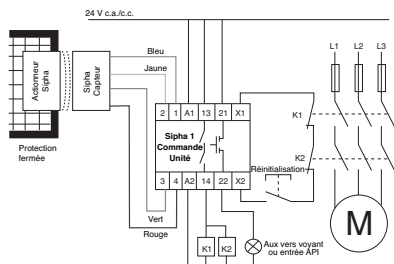 24 V c.a./c.c.
Bleu
Jaune
Actionneur
Sipha
Sipha
Capteur
Protection
fermée
2 1 A1 13 21 X1
Sipha 1
Commande
Unité
3 4 A2 14 22 X2
Vert
Rouge
Réinitialisation
K1
K2
L1 L2 L3
M
K1 K2
Aux vers voyant
ou entrée API